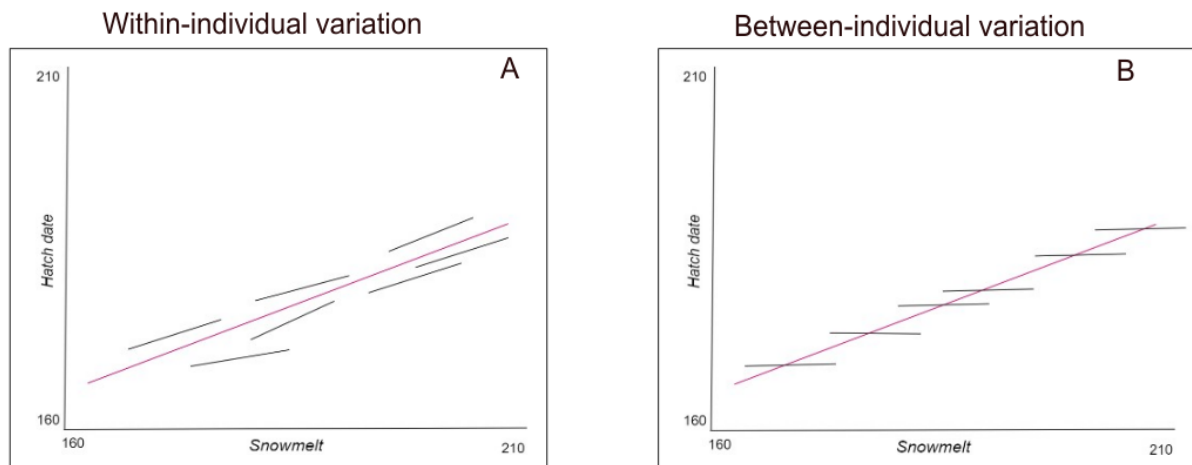 Within-individual variation
A
210
Hatch date
160
160
Snowmelt
210
Between-individual variation
B
210
Hatch date
160
160
Snowmelt
210